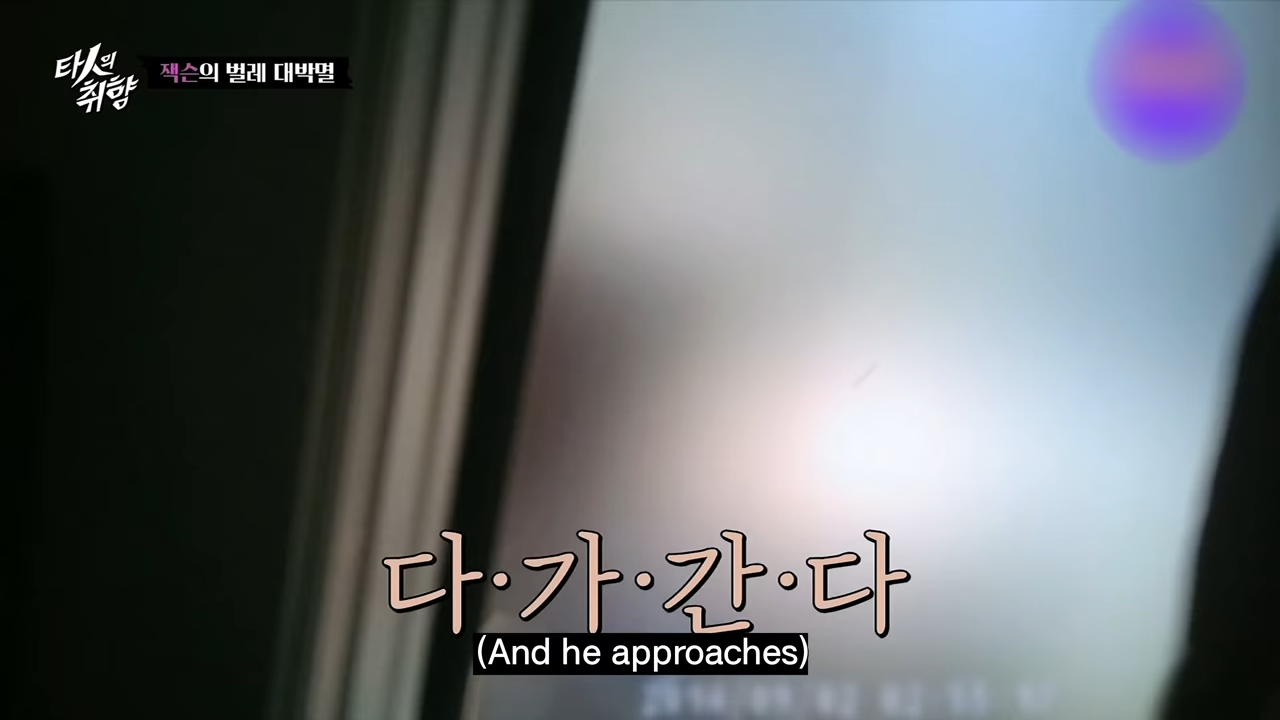 타人의
취향
잭슨의 벌레 대박멸
다·가·간·다
(And he approaches)